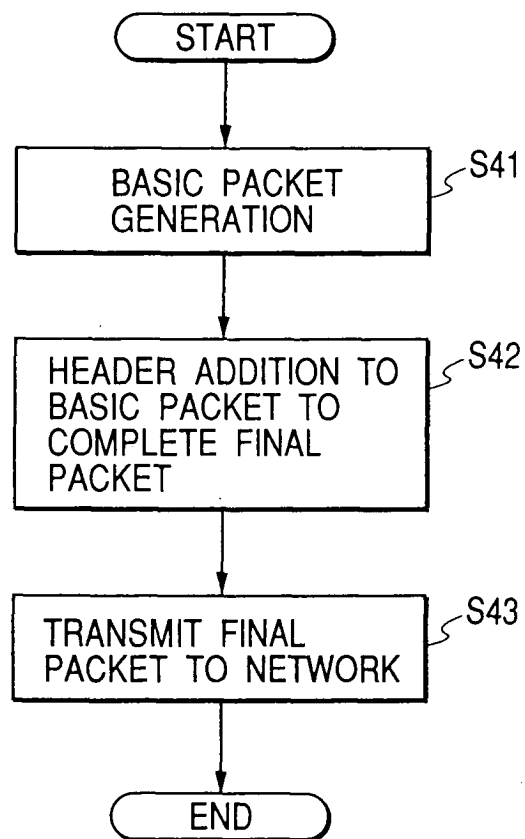 START
BASIC PACKET
GENERATION
S41
HEADER ADDITION TO
BASIC PACKET TO
COMPLETE FINAL
PACKET
S42
TRANSMIT FINAL
PACKET TO NETWORK
S43
END